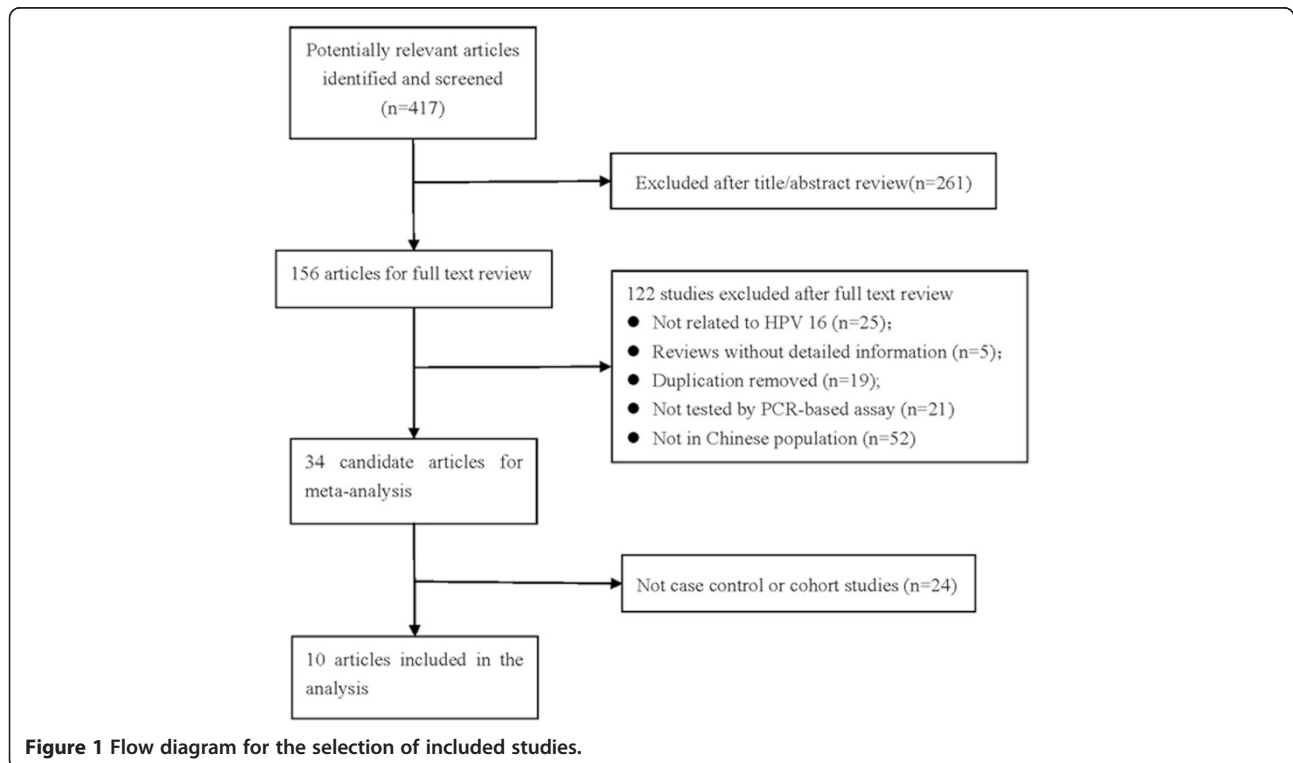 Potentially relevant articles
identified and screened
(n=417)
Excluded after title/abstract review(n=261)
156 articles for full text review
122 studies excluded after full text review
● Not related to HPV 16 (n=25);
● Reviews without detailed information (n=5);
● Duplication removed (n=19);
● Not tested by PCR-based assay (n=21)
● Not in Chinese population (n=52)
34 candidate articles for
meta-analysis
Not case control or cohort studies (n=24)
10 articles included in the
analysis
Figure 1 Flow diagram for the selection of included studies.